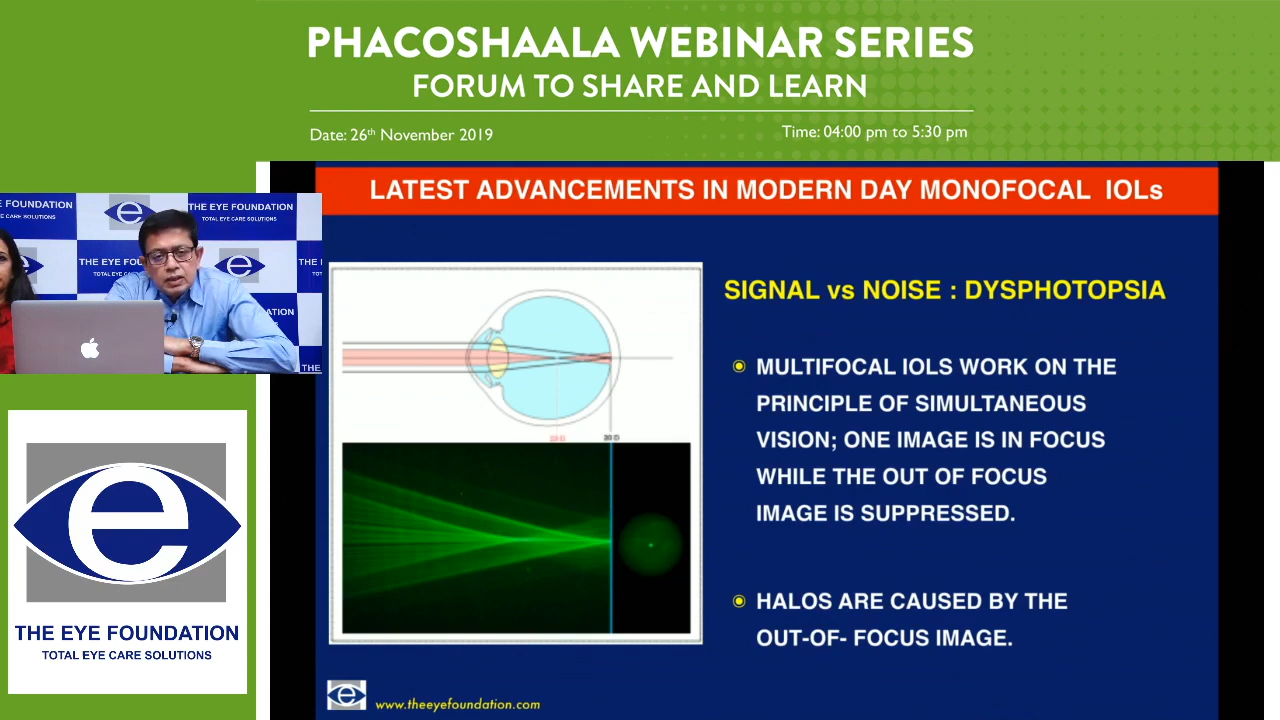 PHACOSHAALA WEBINAR SERIES
FORUM TO SHARE AND LEARN
Date: 26th November 2019
Time: 04:00 pm to 5:30 pm
LATEST ADVANCEMENTS IN MODERN DAY MONOFOCAL IOLs
THE EYE FOUNDATION
TOTAL EYE CARE SOLUTIONS
SIGNAL vs NOISE : DYSPHOTOPSIA
MULTIFOCAL IOLS WORK ON THE
PRINCIPLE OF SIMULTANEOUS
VISION; ONE IMAGE IS IN FOCUS
WHILE THE OUT OF FOCUS
IMAGE IS SUPPRESSED.
HALOS ARE CAUSED BY THE
OUT-OF- FOCUS IMAGE.
www.theeyefoundation.com
e
THE EYE FOUNDATION
TOTAL EYE CARE SOLUTIONS